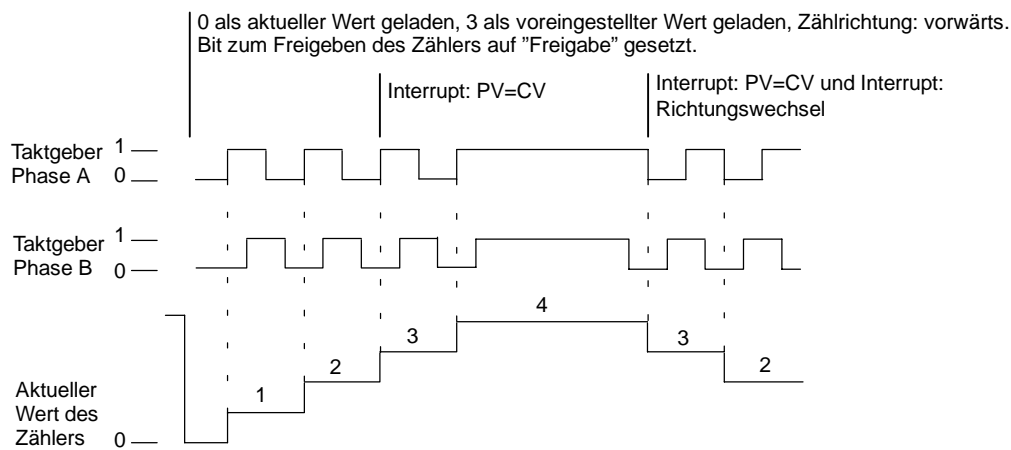 0 als aktueller Wert geladen, 3 als voreingestellter Wert geladen, Zählrichtung: vorwärts.
Bit zum Freigeben des Zählers auf ”Freigabe” gesetzt.
Interrupt: PV=CV
Interrupt: PV=CV und Interrupt:
Richtungswechsel
Taktgeber 1
Phase A 0
Taktgeber 1
Phase B 0
4
3
3
2
2
1
Aktueller
Wert des
Zählers 0